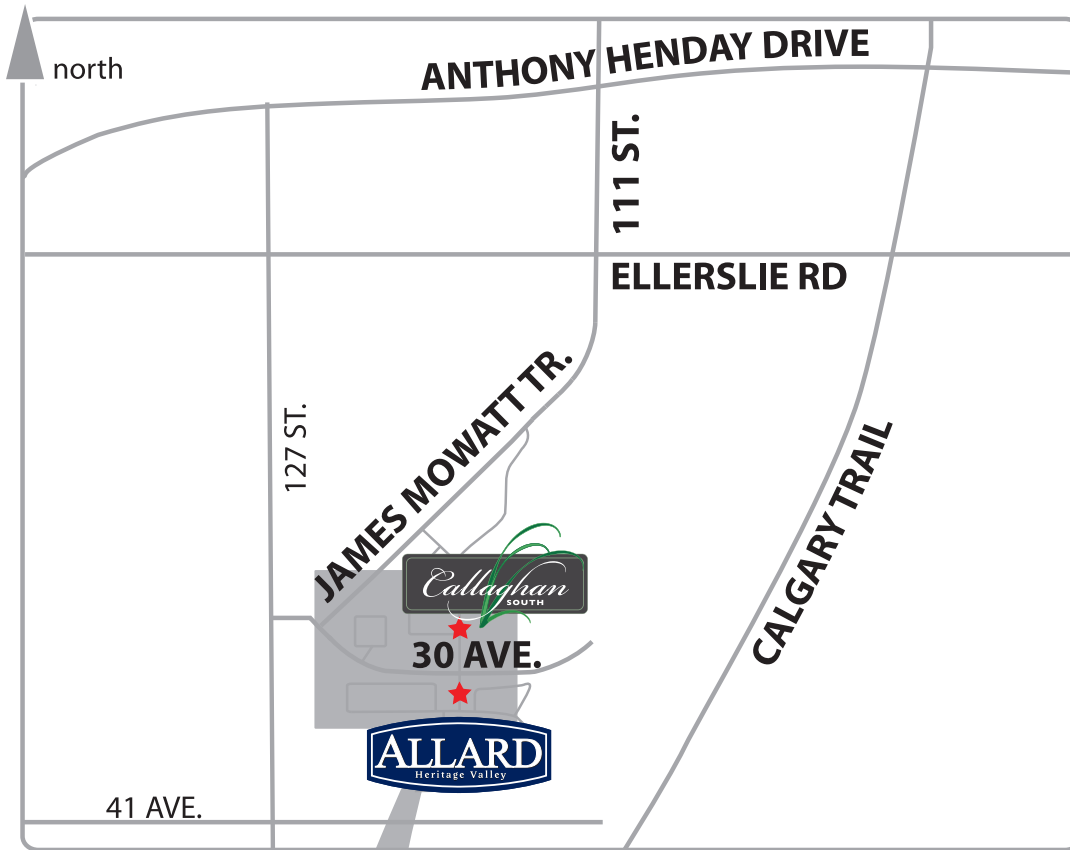 north
ANTHONY HENDAY DRIVE
111 ST.
ELLERSLIE RD
JAMES MOWATT TR.
127 ST.
CALGARY TRAIL
Callaghan
SOUTH
30 AVE.
ALLARD
Heritage Valley
41 AVE.